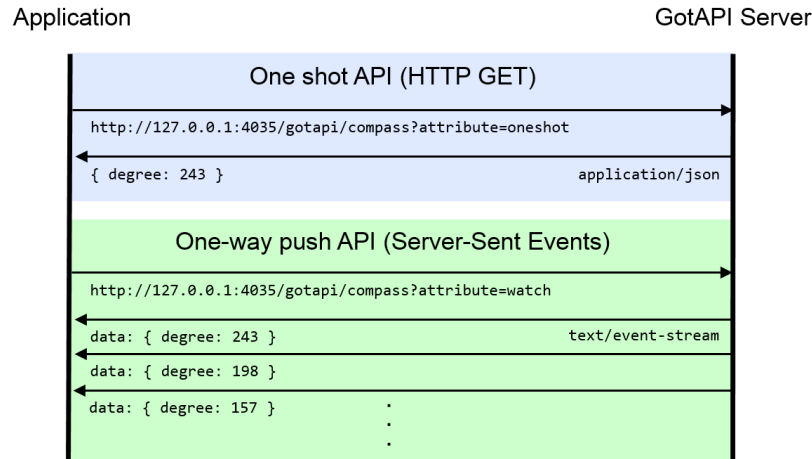 Application
GotAPI Server
One shot API (HTTP GET)
http://127.0.0.1:4035/gotapi/compass?attribute=oneshot
{ degree: 243 }
application/json
One-way push API (Server-Sent Events)
http://127.0.0.1:4035/gotapi/compass?attribute=watch
data: { degree: 243 }
text/event-stream
data: { degree: 198 }
data: { degree: 157 }
.
.
.